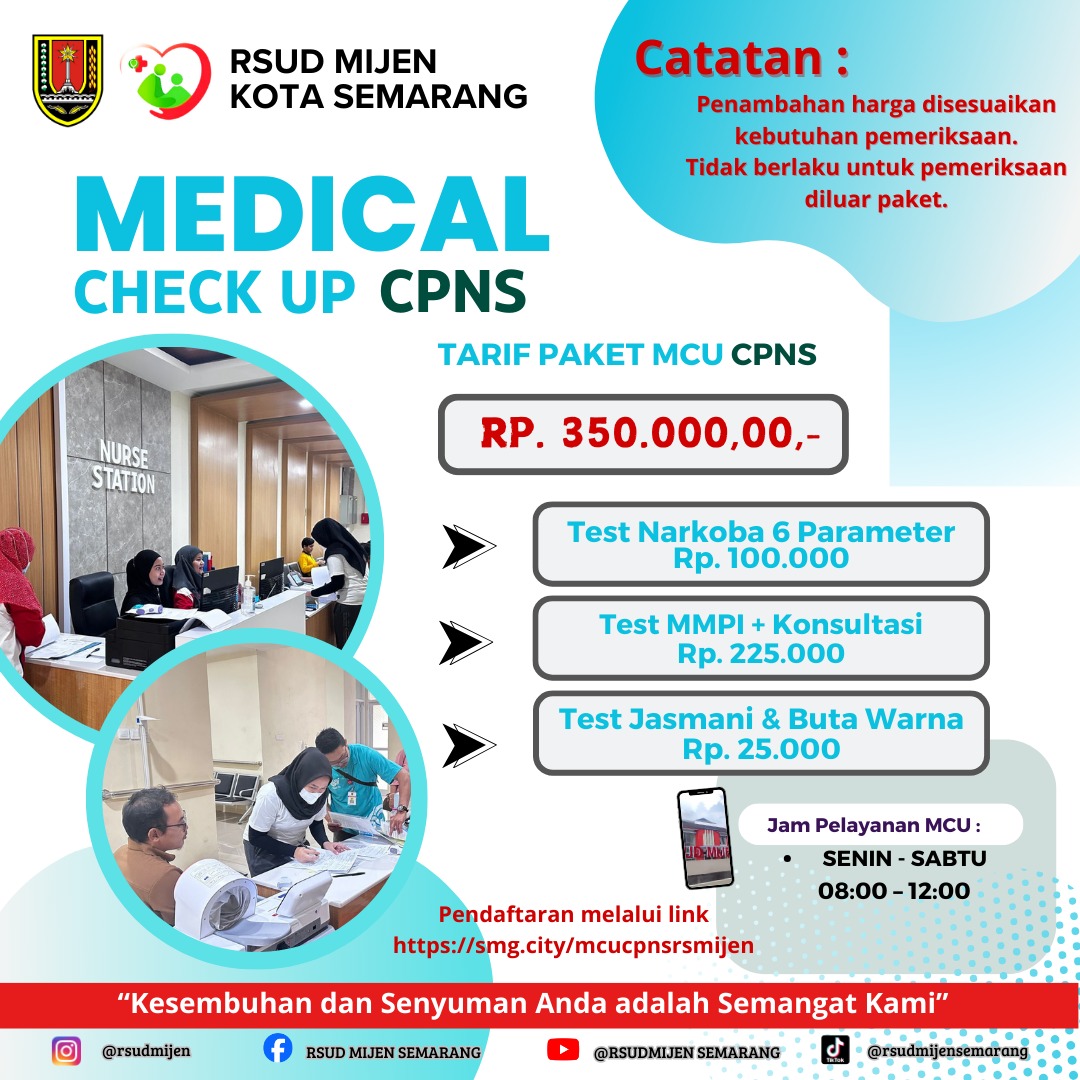 RSUD MIJEN
KOTA SEMARANG
Catatan :
Penambahan harga disesuaikan
kebutuhan pemeriksaan.
Tidak berlaku untuk pemeriksaan
diluar paket.
MEDICAL
CHECK UP CPNS
TARIF PAKET MCU CPNS
RP. 350.000,00,-
NURSE
STATION
Test Narkoba 6 Parameter
Rp. 100.000
Test MMPI + Konsultasi
Rp. 225.000
Test Jasmani & Buta Warna
Rp. 25.000
Jam Pelayanan MCU :
• SENIN - SABTU
08:00 – 12:00
Pendaftaran melalui link
https://smg.city/mcucpnsrsmijen
“Kesembuhan dan Senyuman Anda adalah Semangat Kami”
@rsudmijen
RSUD MIJEN SEMARANG
@RSUDMIJEN SEMARANG
TikTok
@rsudmijensemarang